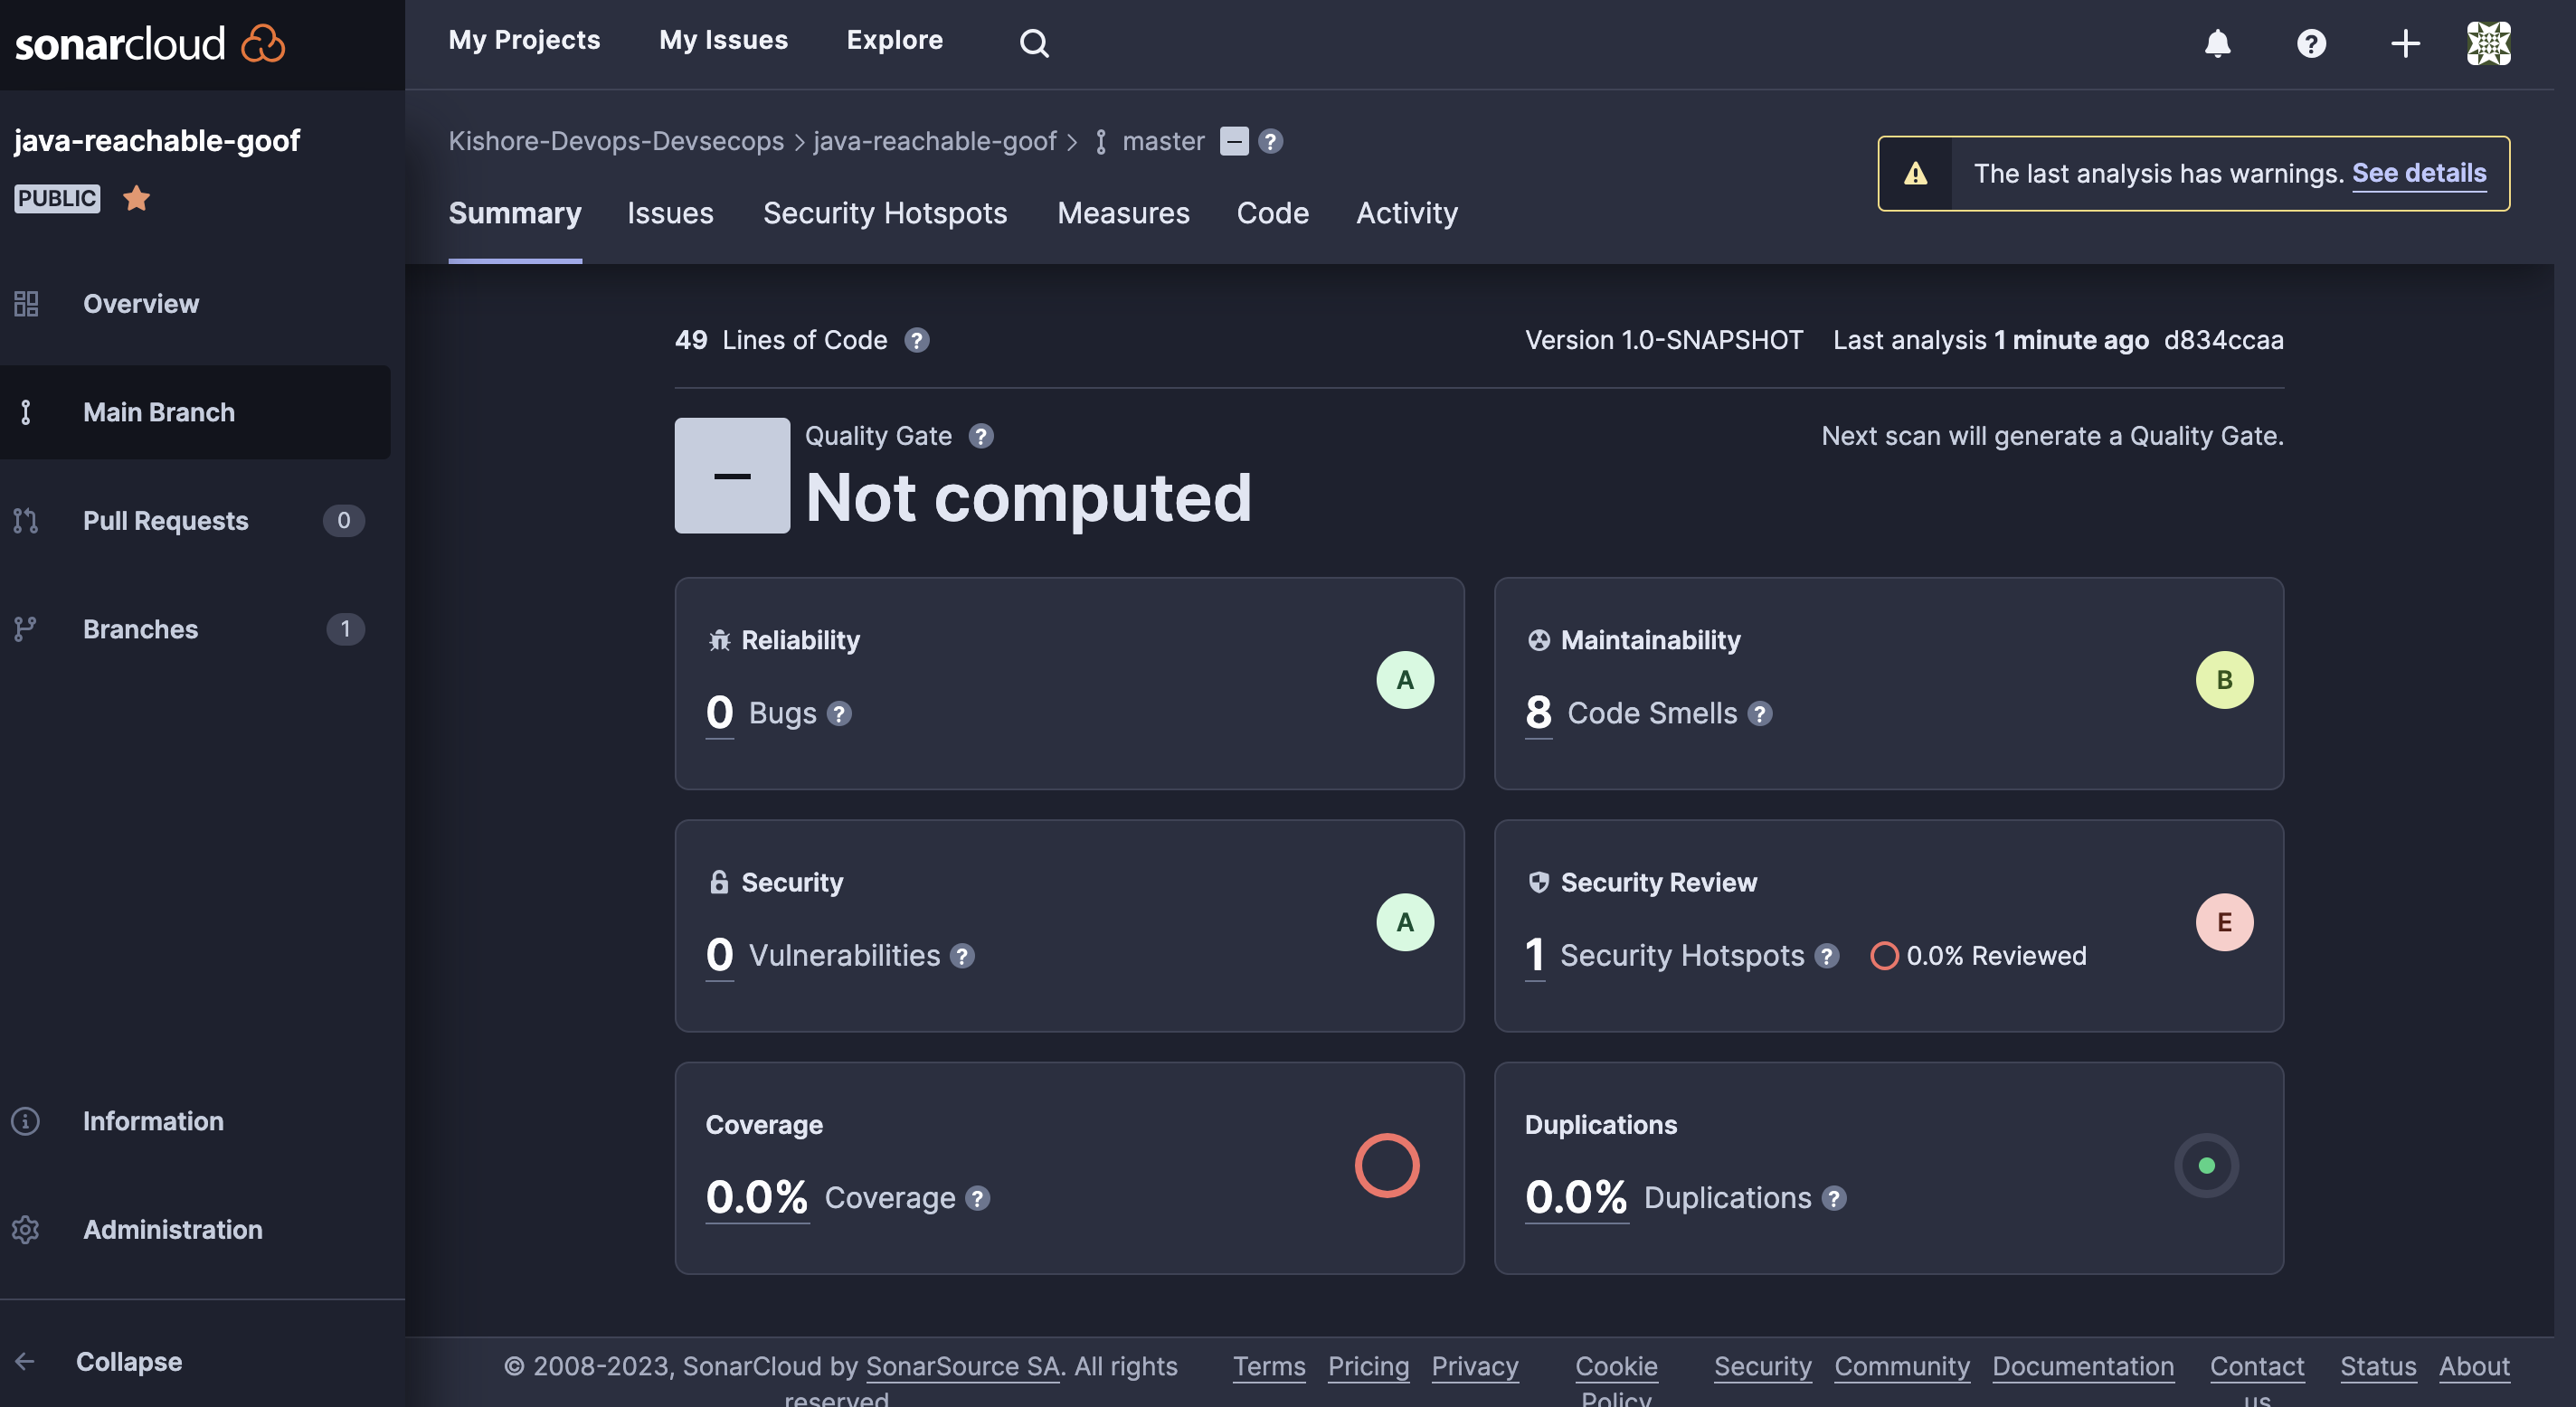 sonarcloud
My Projects My Issues Explore
java-reachable-goof
PUBLIC
Overview
Main Branch
Pull Requests 0
Branches 1
Information
Administration
Collapse
Kishore-Devops-Devsecops > java-reachable-goof > master
The last analysis has warnings. See details
Summary Issues Security Hotspots Measures Code Activity
49 Lines of Code ?
Version 1.0-SNAPSHOT Last analysis 1 minute ago d834ccaa
Quality Gate ?
Not computed
Next scan will generate a Quality Gate.
Reliability
0 Bugs ?
A
Maintainability
8 Code Smells ?
B
Security
0 Vulnerabilities ?
A
Security Review
1 Security Hotspots ? 0.0% Reviewed
E
Coverage
0.0% Coverage ?
Duplications
0.0% Duplications ?
© 2008-2023, SonarCloud by SonarSource SA. All rights
reserved
Terms Pricing Privacy Cookie
Policy
Security Community Documentation Contact
us
Status About